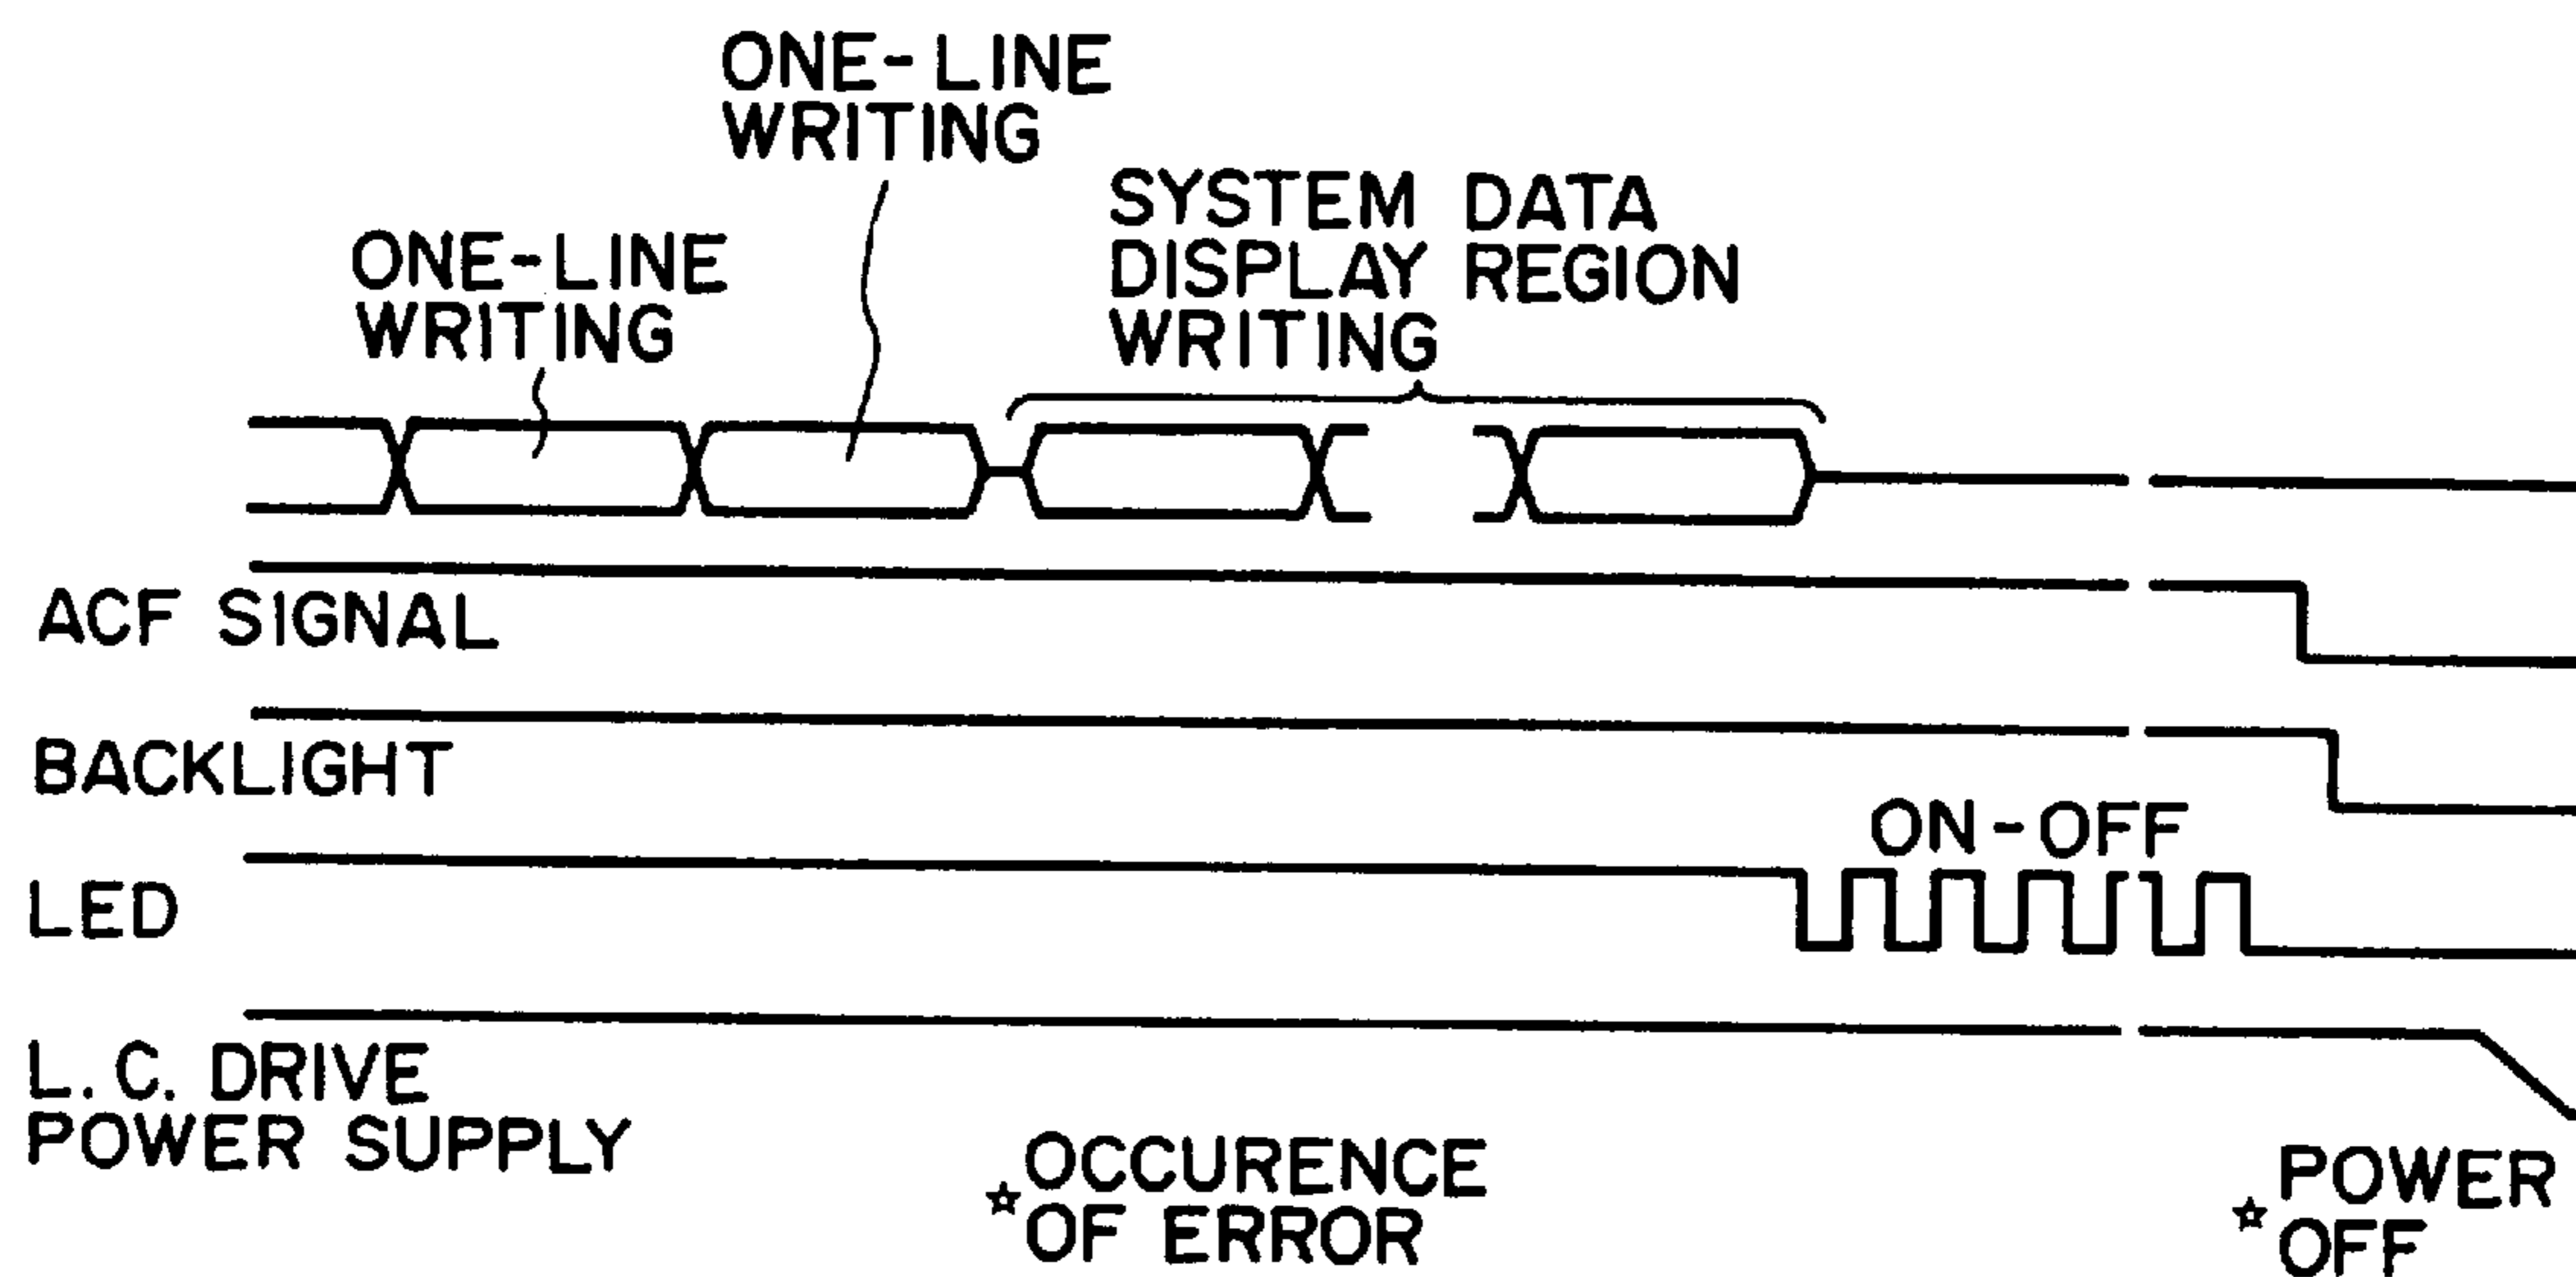 ONE-LINE
WRITING
ONE-LINE
WRITING
SYSTEM DATA
DISPLAY REGION
WRITING
ACF SIGNAL
BACKLIGHT
ON-OFF
LED
L.C. DRIVE
POWER SUPPLY
☆OCCURENCE
OF ERROR
☆POWER
OFF